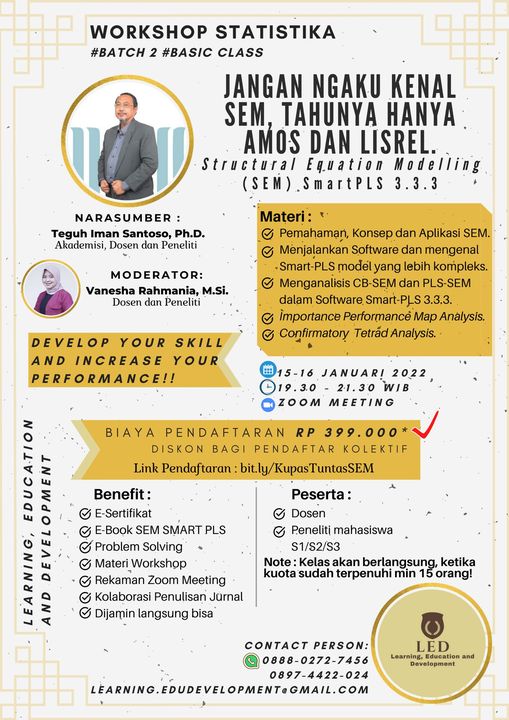 WORKSHOP STATISTIKA
#BATCH 2 #BASIC CLASS
JANGAN NGAKU KENAL
SEM, TAHUNYA HANYA
AMOS DAN LISREL.
Structural Equation Modelling
(SEM) SmartPLS 3.3.3
NARASUMBER :
Teguh Iman Santoso, Ph.D.
Akademisi, Dosen dan Peneliti
MODERATOR:
Vanesha Rahmania, M.Si.
Dosen dan Peneliti
DEVELOP YOUR SKILL
AND INCREASE YOUR
PERFORMANCE!!
Materi :
Pemahaman, Konsep dan Aplikasi SEM.
Menjalankan Software dan mengenal
Smart-PLS model yang lebih kompleks.
Menganalisis CB-SEM dan PLS-SEM
dalam Software Smart-PLS 3.3.3.
Importance Performance Map Analysis.
Confirmatory Tetrad Analysis.
15-16 JANUARI 2022
19.30 - 21.30 WIB
ZOOM MEETING
BIAYA PENDAFTARAN RP 399.000*
DISKON BAGI PENDAFTAR KOLEKTIF
Link Pendaftaran : bit.ly/KupasTuntasSEM
LEARNING, EDUCATION
AND DEVELOPMENT
Benefit :
E-Sertifikat
E-Book SEM SMART PLS
Problem Solving
Materi Workshop
Rekaman Zoom Meeting
Kolaborasi Penulisan Jurnal
Dijamin langsung bisa
Peserta :
Dosen
Peneliti mahasiswa
S1/S2/S3
Note : Kelas akan berlangsung, ketika
kuota sudah terpenuhi min 15 orang!
CONTACT PERSON:
0888-0272-7456
0897-4422-024
LEARNING.EDUDEVELOPMENT@GMAIL.COM
LED
Learning, Education and
Development